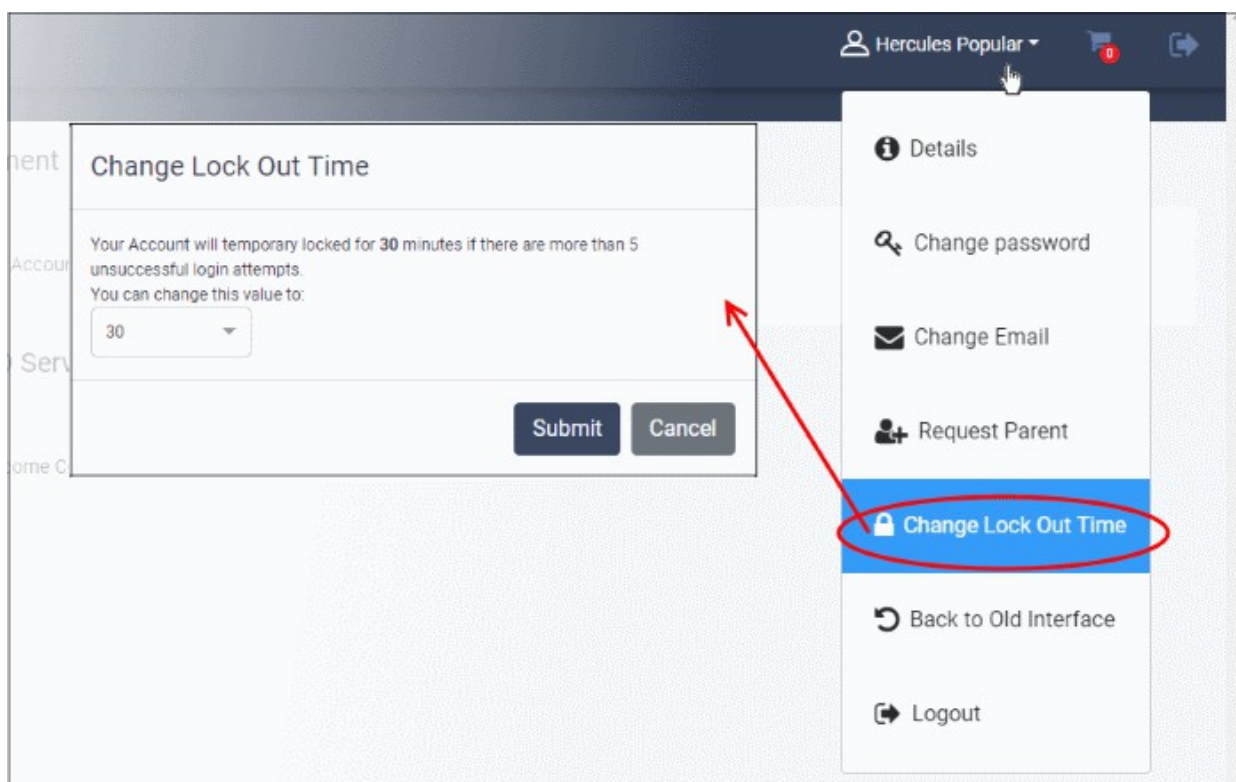 Hercules Popular
0
Change Lock Out Time
Your Account will temporary locked for 30 minutes if there are more than 5
unsuccessful login attempts.
You can change this value to:
30
Submit
Cancel
Details
Change password
Change Email
Request Parent
Change Lock Out Time
Back to Old Interface
Logout